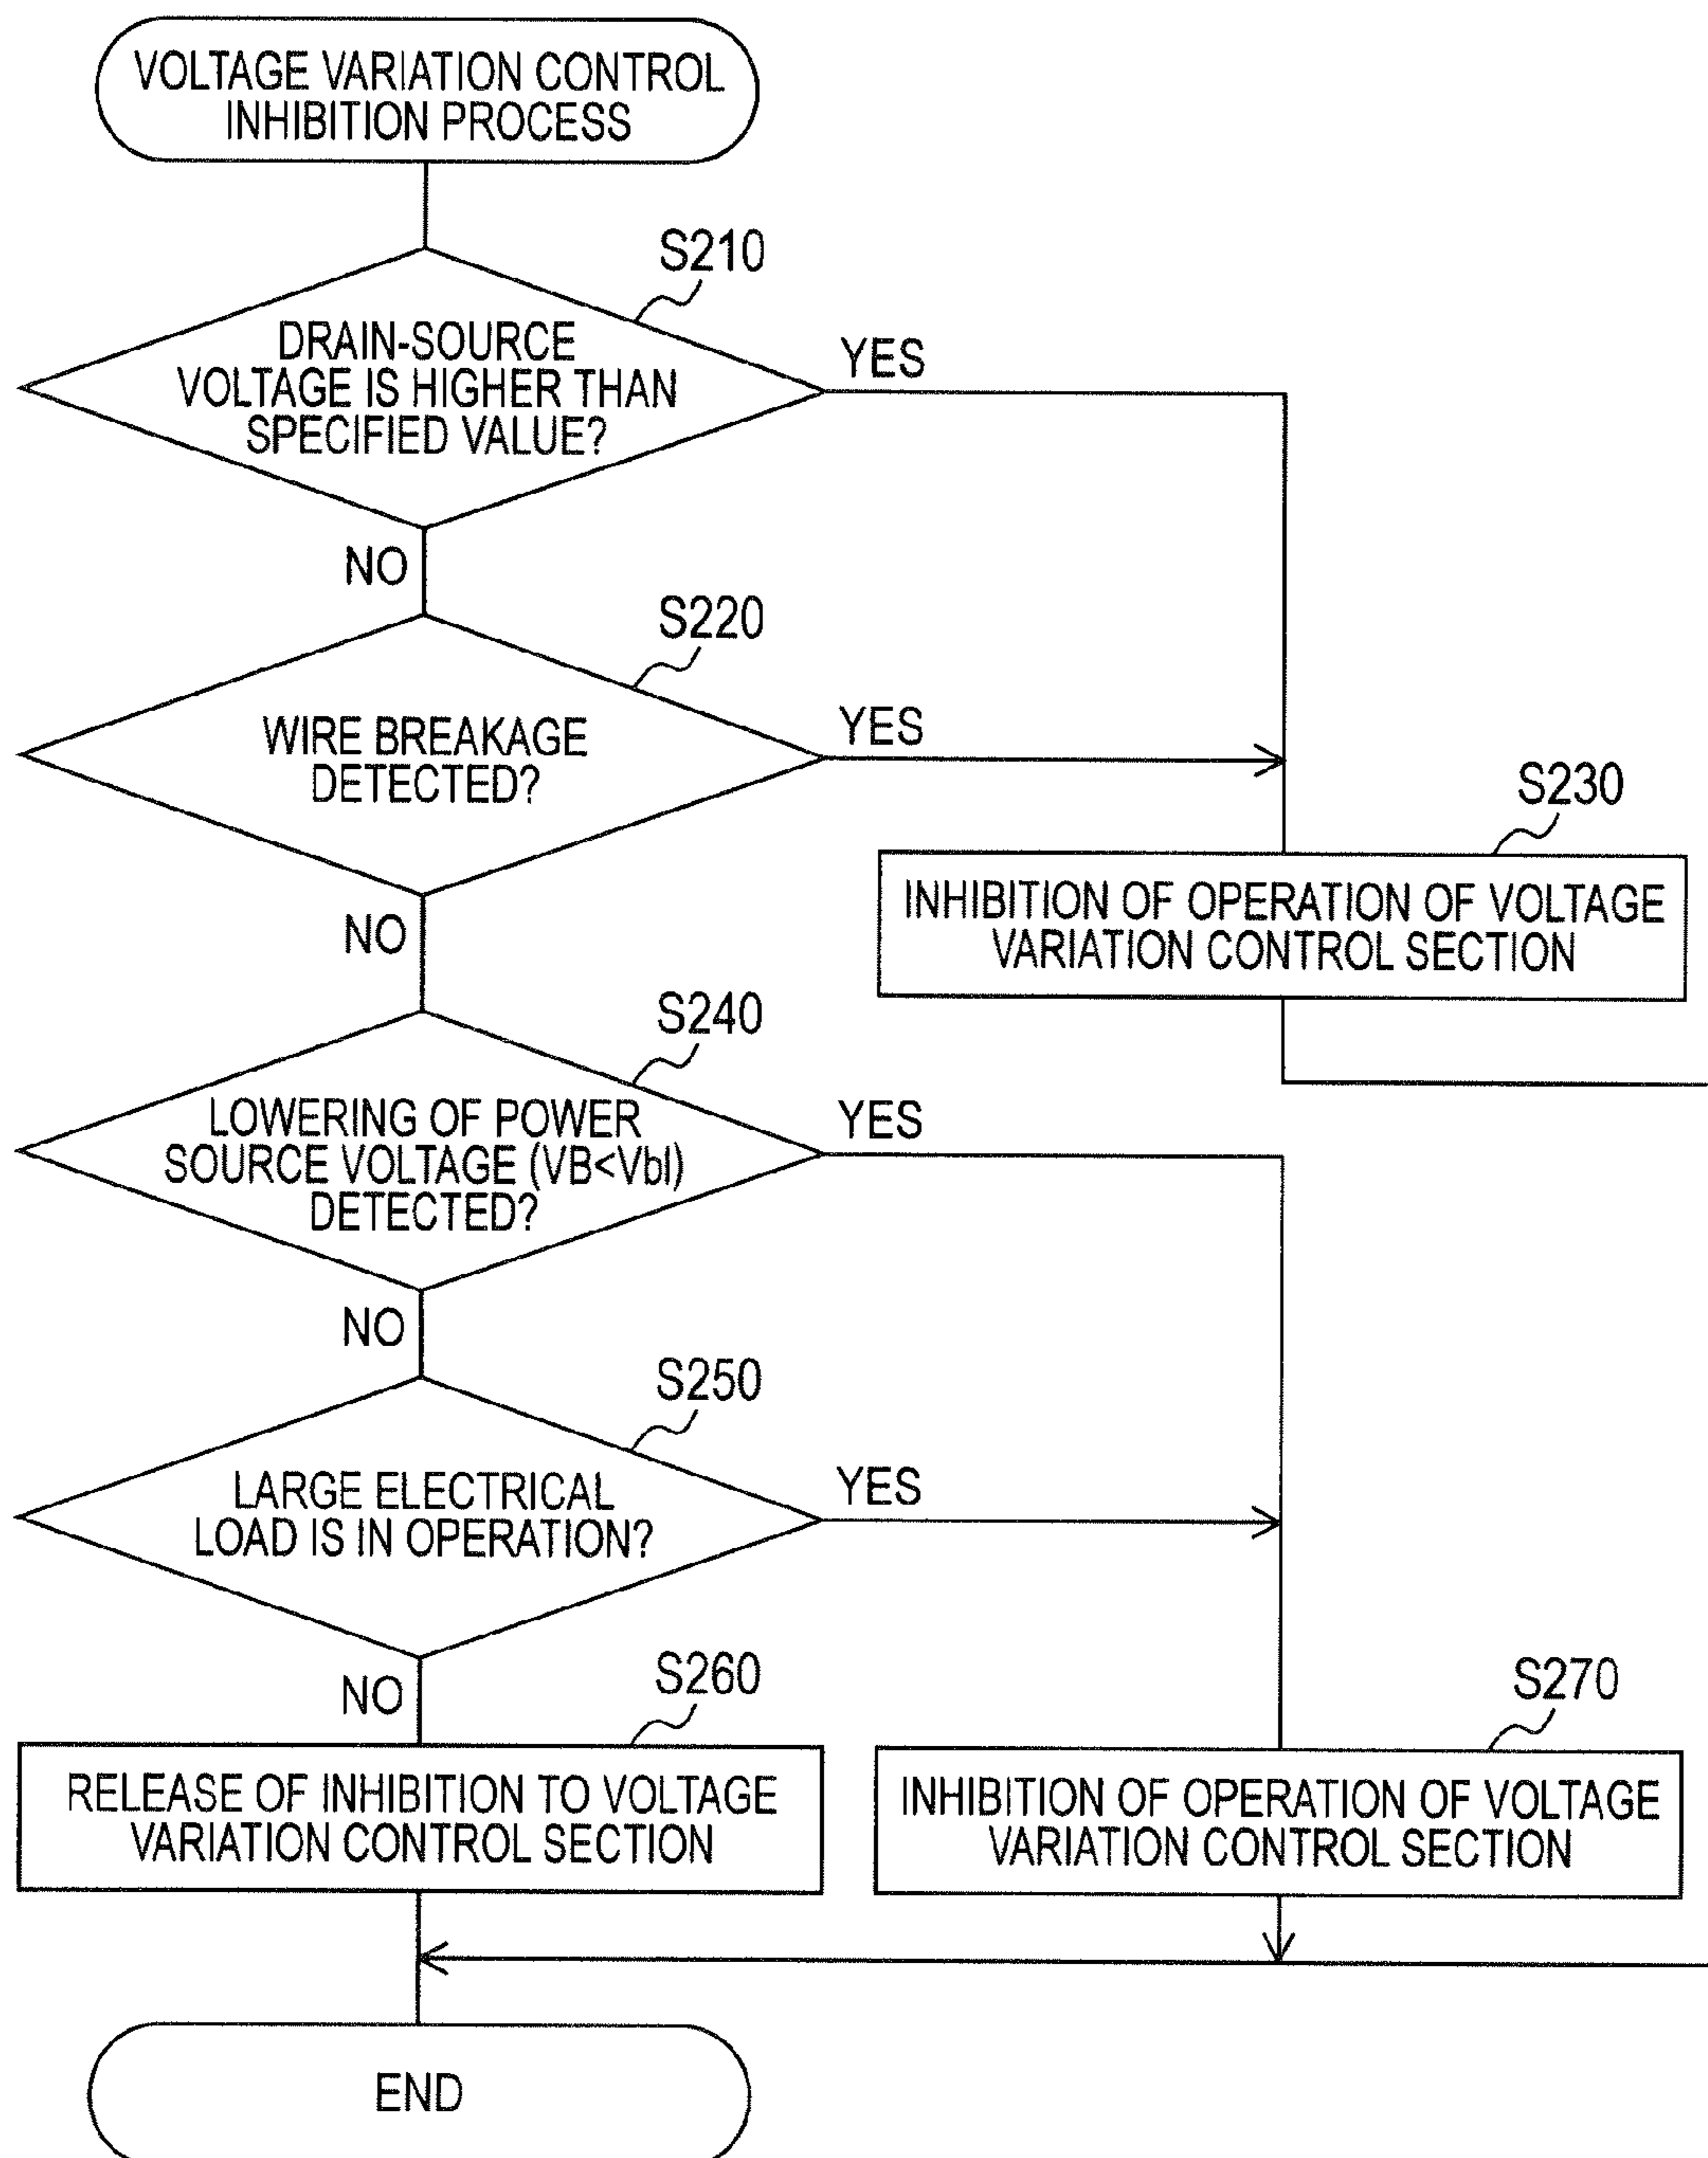 VOLTAGE VARIATION CONTROL
INHIBITION PROCESS
S210
DRAIN-SOURCE
VOLTAGE IS HIGHER THAN
SPECIFIED VALUE?
YES
NO
S220
WIRE BREAKAGE
DETECTED?
YES
NO
S230
INHIBITION OF OPERATION OF VOLTAGE
VARIATION CONTROL SECTION
S240
LOWERING OF POWER
SOURCE VOLTAGE (VB<Vbl)
DETECTED?
YES
NO
S250
LARGE ELECTRICAL
LOAD IS IN OPERATION?
YES
NO
S260
RELEASE OF INHIBITION TO VOLTAGE
VARIATION CONTROL SECTION
S270
INHIBITION OF OPERATION OF VOLTAGE
VARIATION CONTROL SECTION
END